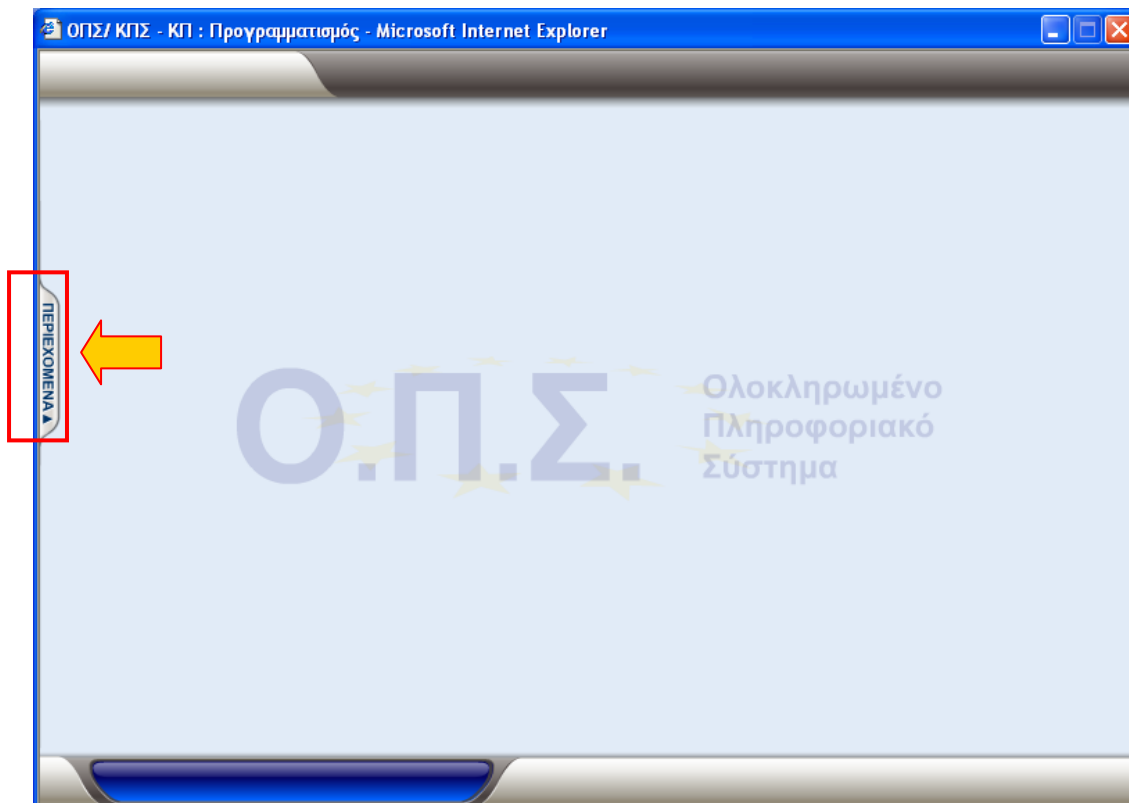 ΟΠΣ/ ΚΠΣ - ΚΠ : Προγραμματισμός - Microsoft Internet Explorer
ΠΕΡΙΕΧΟΜΕΝΑ
Ο.Π.Σ.
Ολοκληρωμένο
Πληροφοριακό
Σύστημα